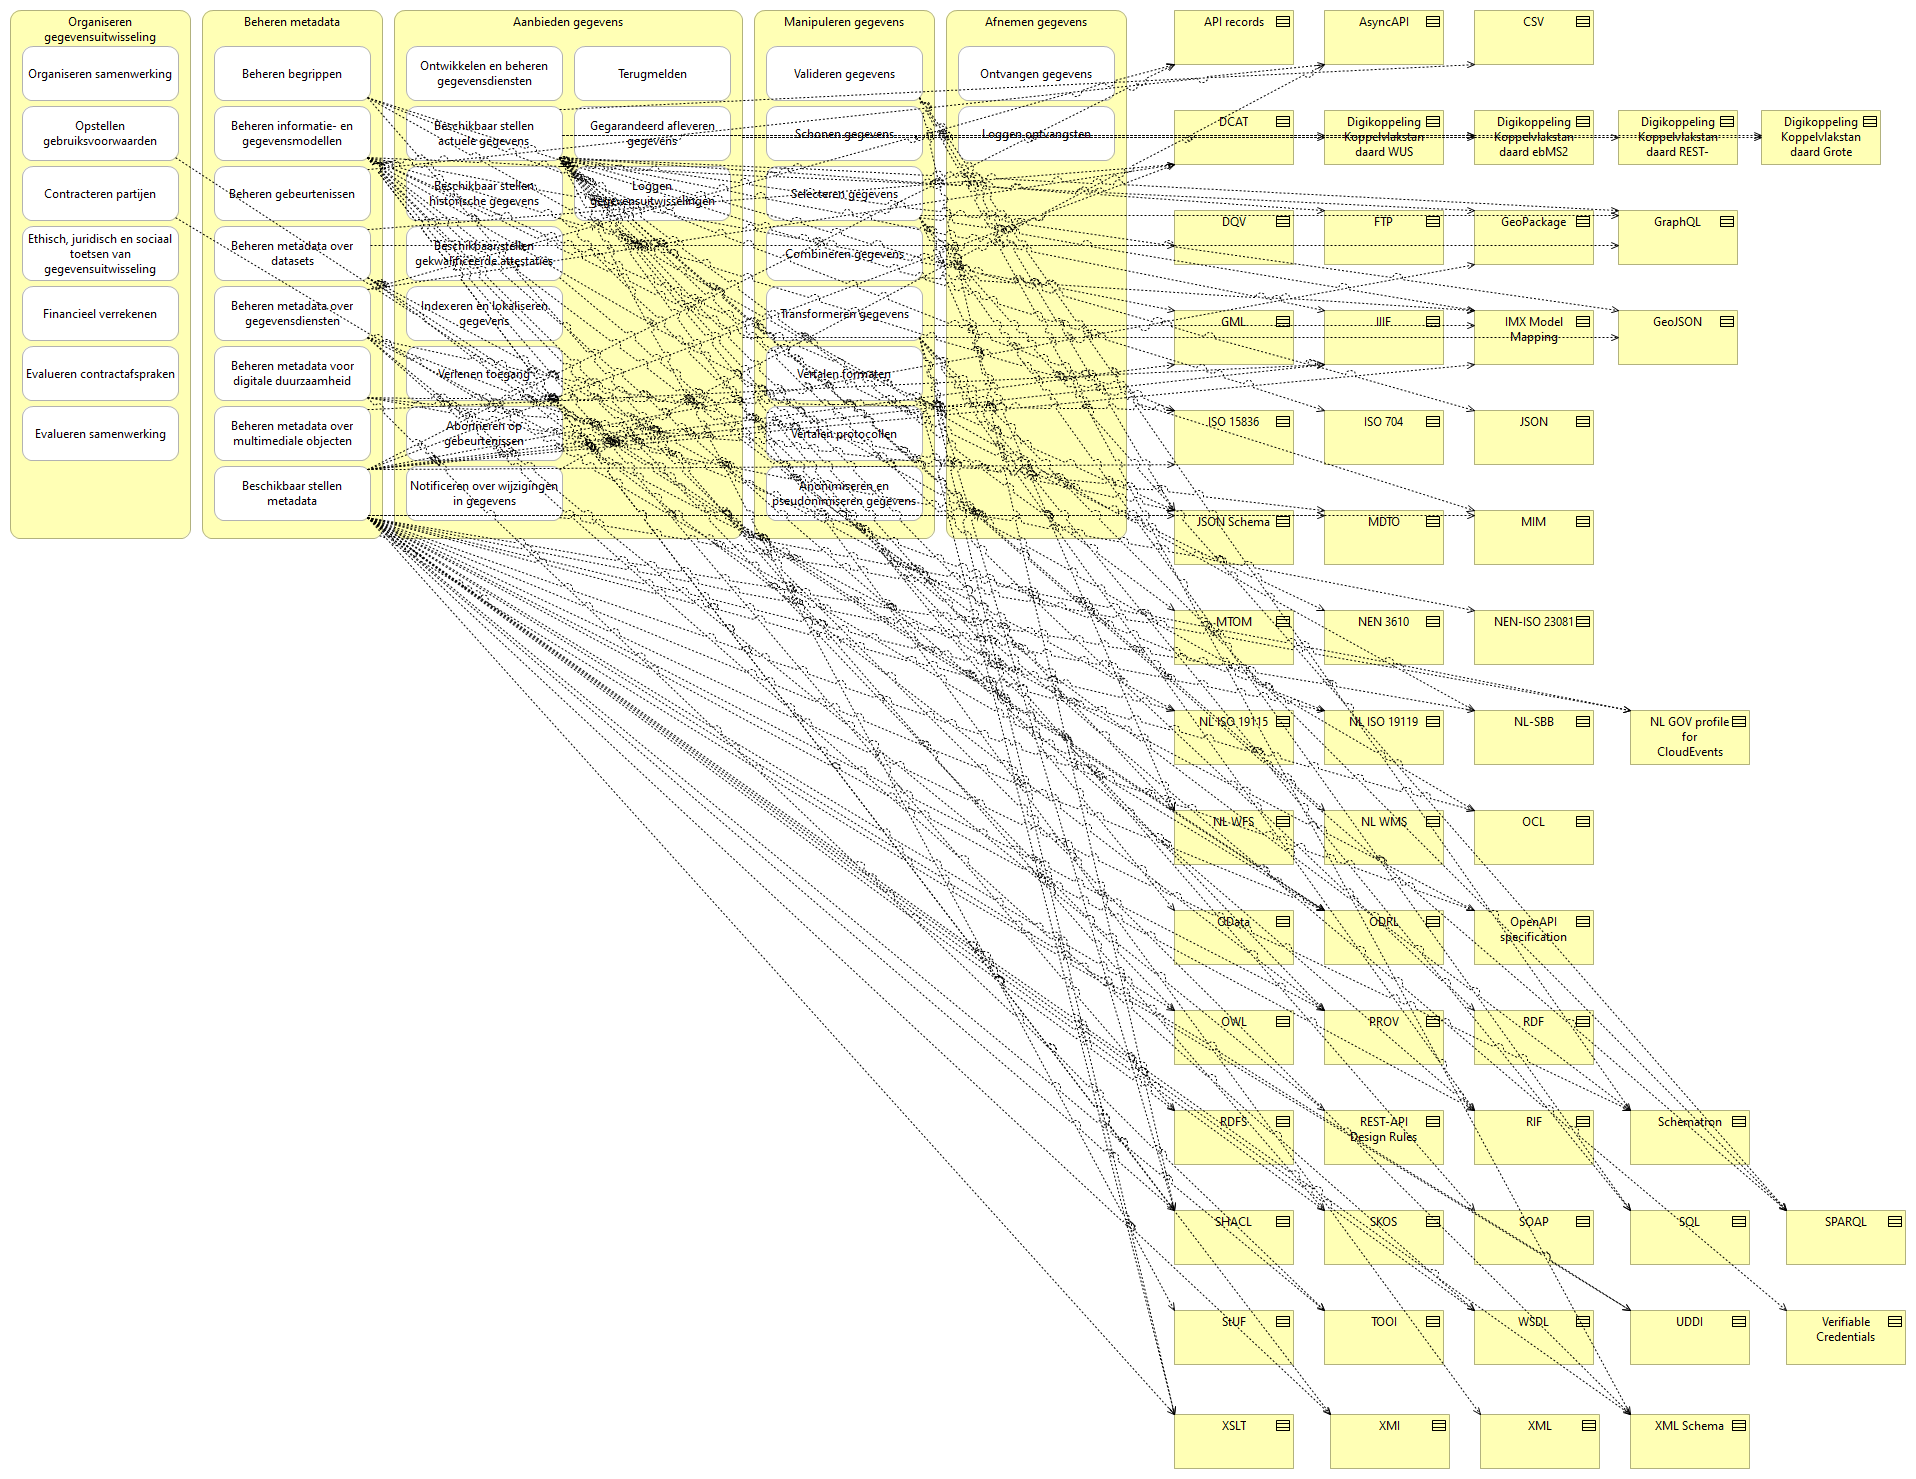 Organiseren
gegevensuitwisseling
Organiseren samenwerking
Opstellen
gebruiksvoorwaarden
Contracteren partijen
Ethisch, juridisch en sociaal
toetsen van
gegevensuitwisseling
Financieel verrekenen
Evalueren contractafspraken
Evalueren samenwerking
Beheren metadata
Beheren begrippen
Beheren informatie- en
gegevensmodellen
Beheren gebeurtenissen
Beheren metadata over
datasets
Beheren metadata over
gegevensdiensten
Beheren metadata voor
digitale duurzaamheid
Beheren metadata over
multimediale objecten
Beschikbaar stellen
metadata
Aanbieden gegevens
Ontwikkelen en beheren
gegevensdiensten
Beschikbaar stellen
actuele gegevens
Beschikbaar stellen
historische gegevens
Beschikbaar stellen
gekwalificeerde attestaties
Indexeren en lokaliseren
gegevens
Verlenen toegang
Abonneren op
gebeurtenissen
Notificeren over wijzigingen
in gegevens
Terugmelden
Gegarandeerd afleveren
gegevens
Loggen
gegevensuitwisselingen
Manipuleren gegevens
Valideren gegevens
Schonen gegevens
Selecteren gegevens
Combineren gegevens
Transformeren gegevens
Vertalen formaten
Vertalen protocollen
Anonimiseren en
pseudonimiseren gegevens
Afnemen gegevens
Ontvangen gegevens
Loggen ontvangsten
API records
AsyncAPI
CSV
DCAT
Digikoppeling
Koppelvlakstan
daard WUS
Digikoppeling
Koppelvlakstan
daard ebMS2
Digikoppeling
Koppelvlakstan
daard REST-
Digikoppeling
Koppelvlakstan
daard Grote
DQV
FTP
GeoPackage
GraphQL
GML
IIIF
IMX Model
Mapping
GeoJSON
ISO 15836
ISO 704
JSON
JSON Schema
MDTO
MIM
MTOM
NEN 3610
NEN-ISO 23081
NL ISO 19115
NL ISO 19119
NL-SBB
NL GOV profile
for
CloudEvents
NL WFS
NL WMS
OCL
OData
ODRL
OpenAPI
specification
OWL
PROV
RDF
RDFS
REST-API
Design Rules
RIF
Schematron
SHACL
SKOS
SOAP
SQL
SPARQL
StUF
TOOI
WSDL
UDDI
Verifiable
Credentials
XSLT
XMI
XML
XML Schema